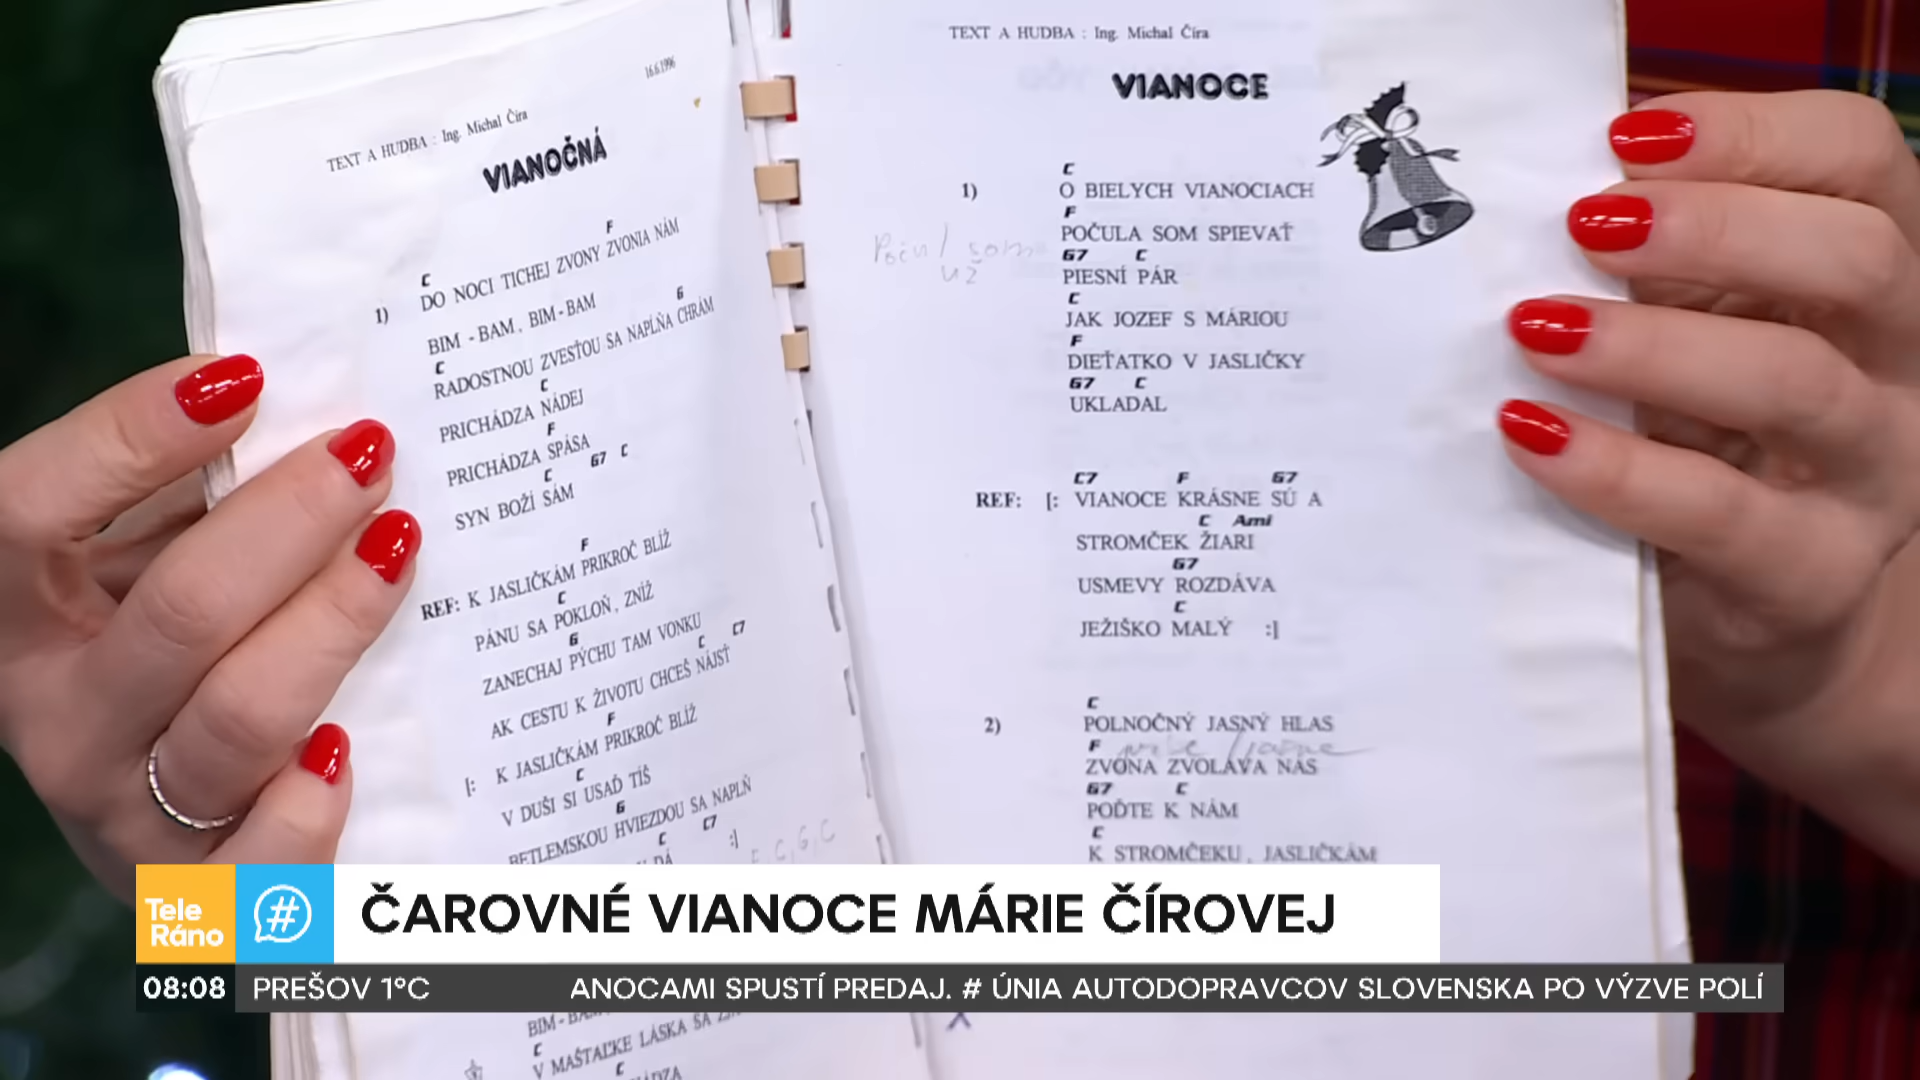 16.6.1996
TEXT A HUDBA : Ing. Michal Číra
VIANOČNÁ
F
C
1) DO NOCI TICHEJ ZVONY ZVONIA NÁM
BIM - BAM, BIM - BAM
C G
RADOSTNOU ZVESŤOU SA NAPĹŇA CHRÁM
C
PRICHÁDZA NÁDEJ
F
PRICHÁDZA SPÁSA
C G7 C
SYN BOŽÍ SÁM
F
REF: K JASLIČKÁM PRIKROČ BLÍŽ
C
PÁNU SA POKLOŇ, ZNÍŽ
G
ZANECHAJ PÝCHU TAM VONKU
C C7
AK CESTU K ŽIVOTU CHCEŠ NÁJSŤ
F
[: K JASLIČKÁM PRIKROČ BLÍŽ
C
V DUŠI SI USAĎ TÍŠ
G
BETLEMSKOU HVIEZDOU SA NAPLŇ
C C7
:]
C, G, C
BIM - BAM,
C
V MAŠTAĽKE LÁSKA SA
C
TEXT A HUDBA : Ing. Michal Číra
VIANOCE
C
1) O BIELYCH VIANOCIACH
F
POČULA SOM SPIEVAŤ
Počul som
už
G7 C
PIESNÍ PÁR
C
JAK JOZEF S MÁRIOU
F
DIEŤATKO V JASLIČKY
G7 C
UKLADAL
C7 F G7
REF: [: VIANOCE KRÁSNE SÚ A
C Ami
STROMČEK ŽIARI
G7
USMEVY ROZDÁVA
C
JEŽIŠKO MALÝ :]
C
2) POLNOČNÝ JASNÝ HLAS
F
ZVONA ZVOLÁVA NÁS
G7 C
POĎTE K NÁM
C
K STROMČEKU, JASLIČKÁM
Tele
Ráno
#
ČAROVNÉ VIANOCE MÁRIE ČÍROVEJ
08:08 PREŠOV 1°C ANOCAMI SPUSTÍ PREDAJ. # ÚNIA AUTODOPRAVCOV SLOVENSKA PO VÝZVE POLÍ